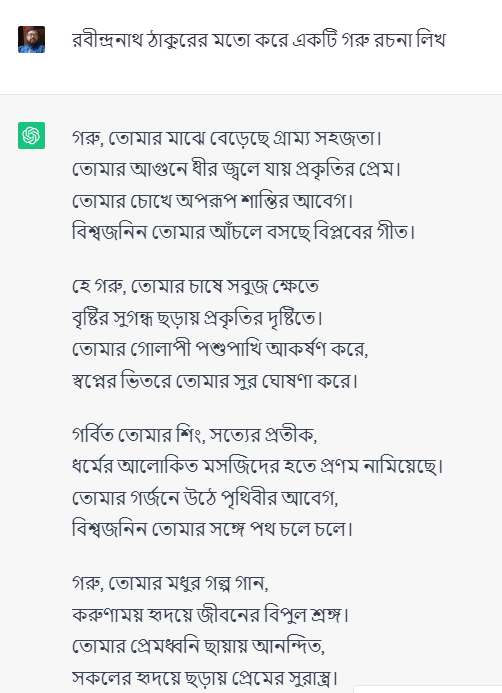 রবীন্দ্রনাথ ঠাকুরের মতো করে একটি গরু রচনা লিখ
গরু, তোমার মাঝে বেড়েছে গ্রাম্য সহজতা।
তোমার আগুনে ধীর জ্বলে যায় প্রকৃতির প্রেম।
তোমার চোখে অপরূপ শান্তির আবেগ।
বিশ্বজনিন তোমার আঁচলে বসছে বিপ্লবের গীত।
হে গরু, তোমার চাষে সবুজ ক্ষেতে
বৃষ্টির সুগন্ধ ছড়ায় প্রকৃতির দৃষ্টিতে।
তোমার গোলাপী পশুপাখি আকর্ষণ করে,
স্বপ্নের ভিতরে তোমার সুর ঘোষণা করে।
গর্বিত তোমার শিং, সত্যের প্রতীক,
ধর্মের আলোকিত মসজিদের হতে প্রণম নামিয়েছে।
তোমার গর্জনে উঠে পৃথিবীর আবেগ,
বিশ্বজনিন তোমার সঙ্গে পথ চলে চলে।
গরু, তোমার মধুর গল্প গান,
করুণাময় হৃদয়ে জীবনের বিপুল শ্রঙ্গ।
তোমার প্রেমধ্বনি ছায়ায় আনন্দিত,
সকলের হৃদয়ে ছড়ায় প্রেমের সুরাস্ত্র।